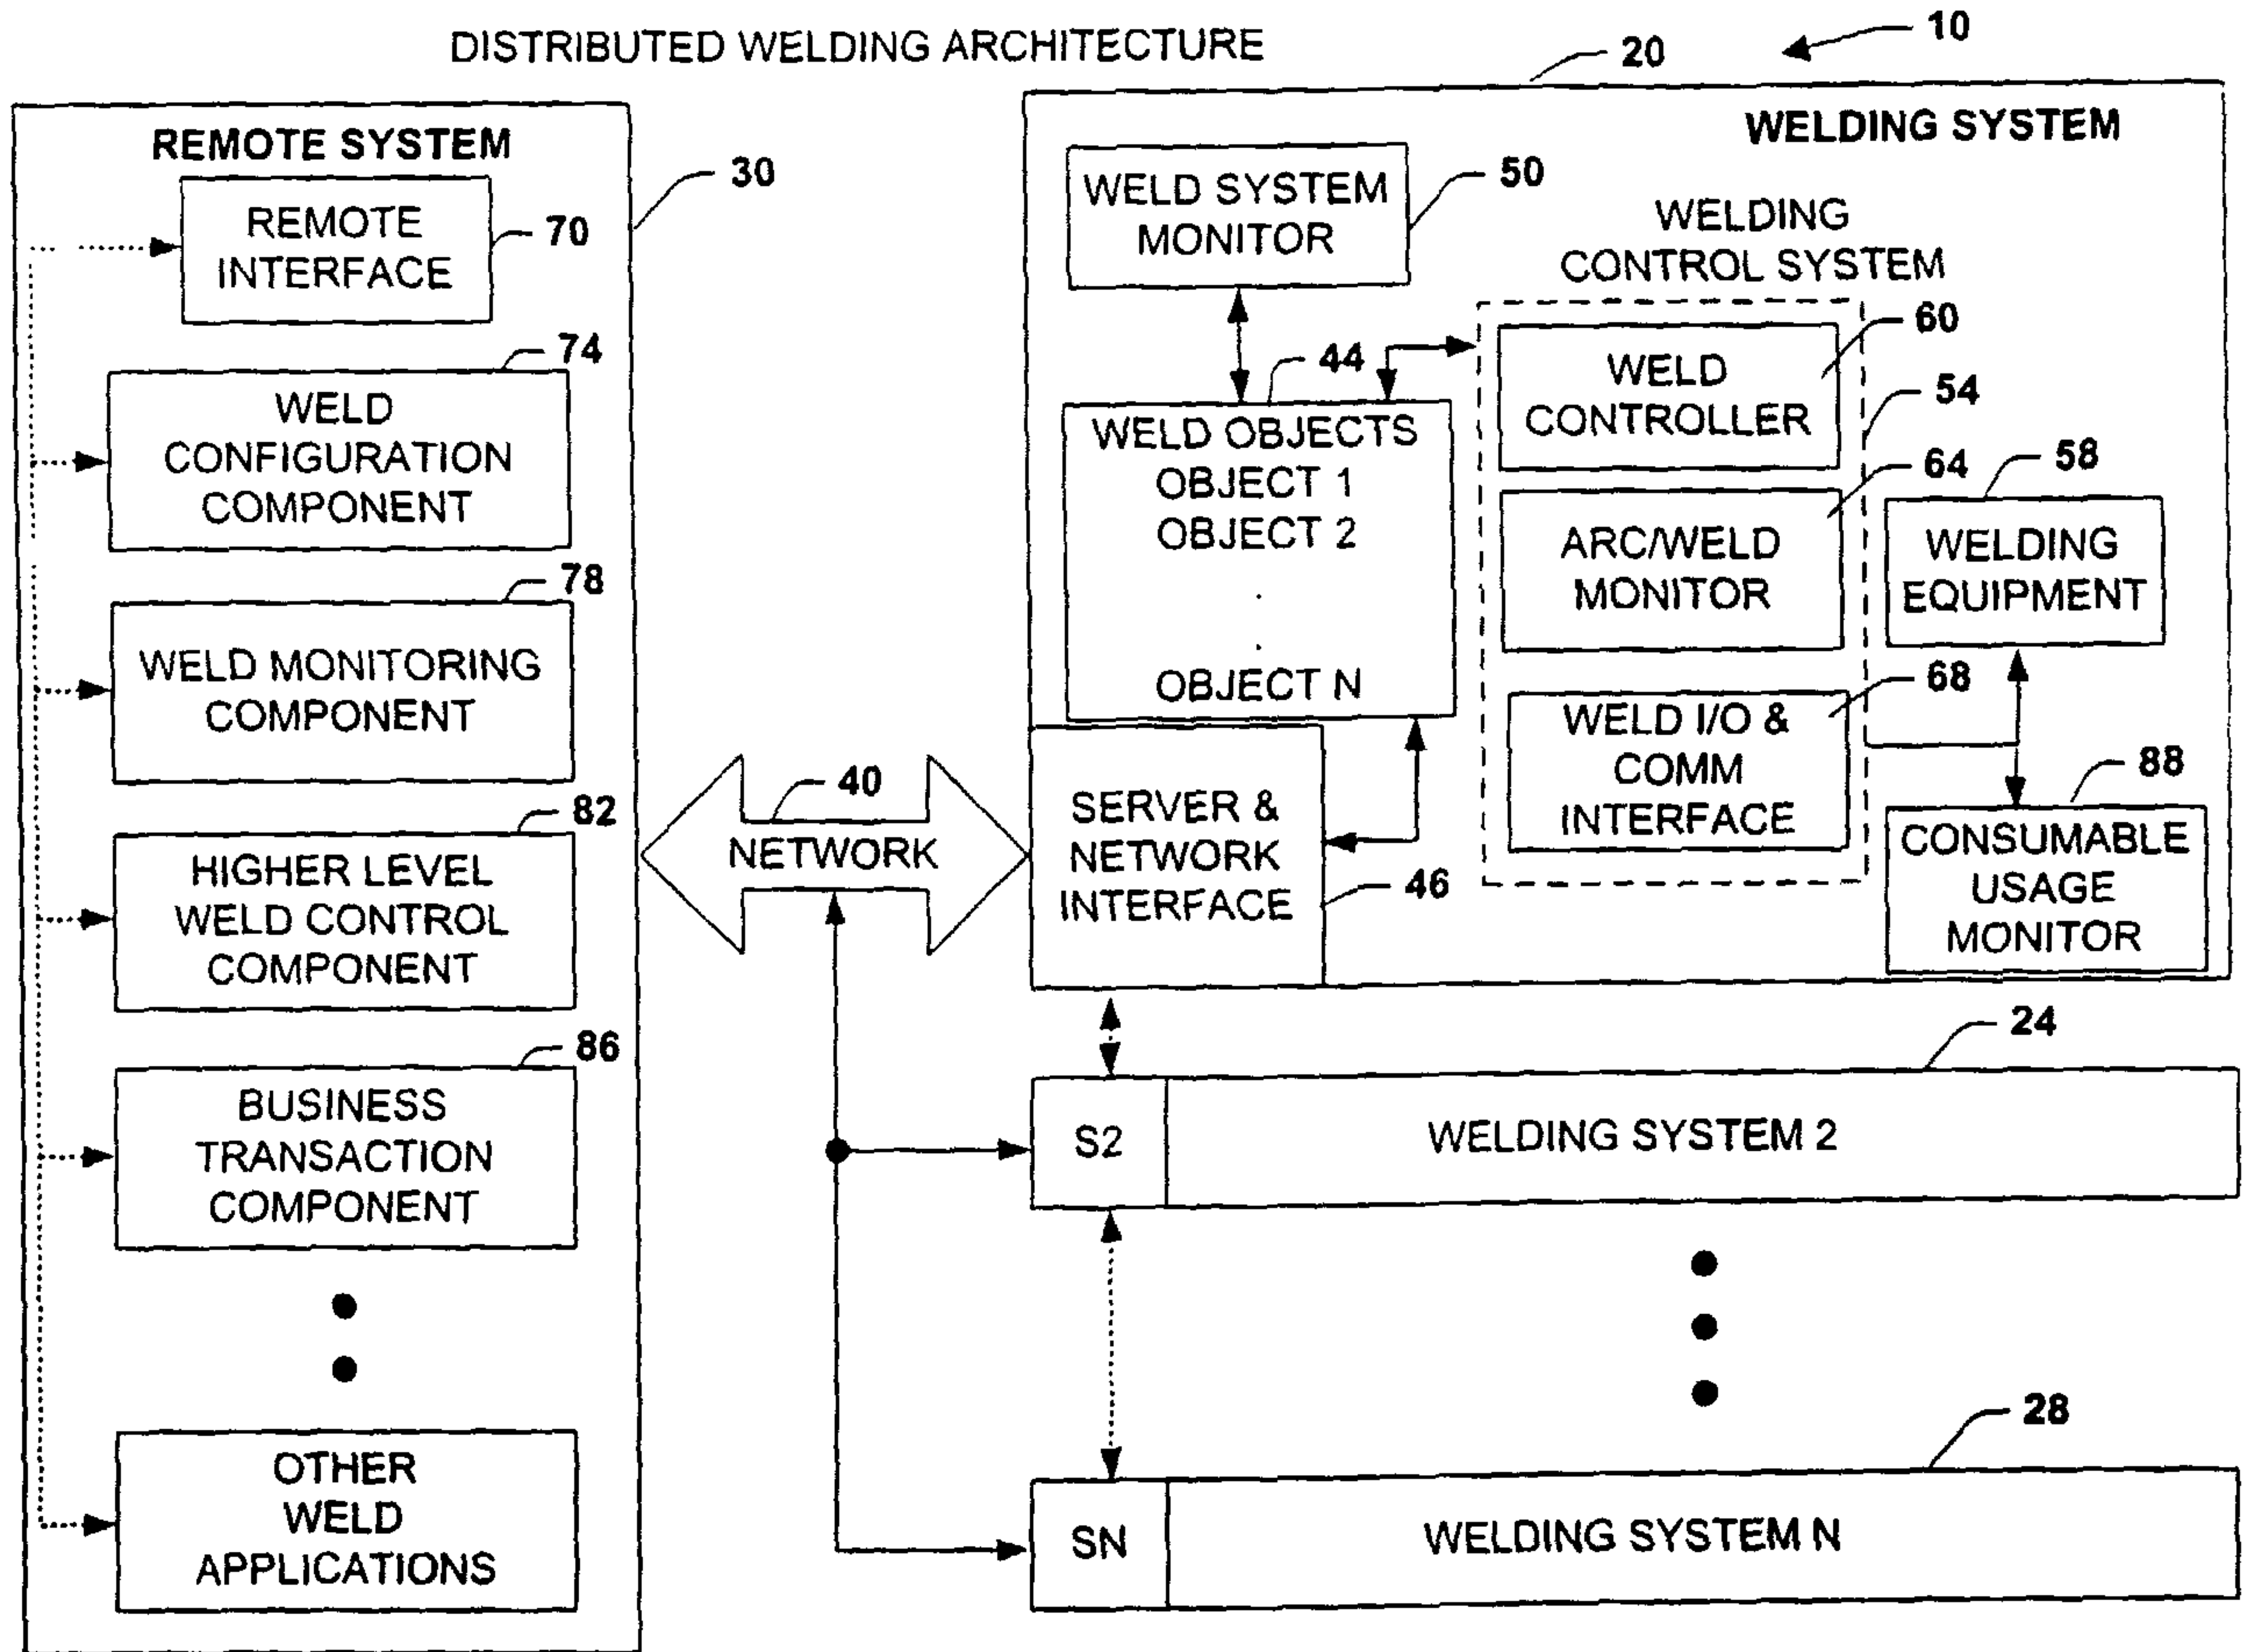 DISTRIBUTED WELDING ARCHITECTURE
10
20
REMOTE SYSTEM
30
REMOTE
INTERFACE
70
74
WELD
CONFIGURATION
COMPONENT
78
WELD MONITORING
COMPONENT
82
HIGHER LEVEL
WELD CONTROL
COMPONENT
86
BUSINESS
TRANSACTION
COMPONENT
OTHER
WELD
APPLICATIONS
40
NETWORK
WELDING SYSTEM
WELD SYSTEM
MONITOR
50
WELDING
CONTROL SYSTEM
44
WELD OBJECTS
OBJECT 1
OBJECT 2
.
.
OBJECT N
60
WELD
CONTROLLER
54
64
ARC/WELD
MONITOR
58
WELDING
EQUIPMENT
68
WELD I/O &
COMM
INTERFACE
88
CONSUMABLE
USAGE
MONITOR
SERVER &
NETWORK
INTERFACE
46
24
S2
WELDING SYSTEM 2
28
SN
WELDING SYSTEM N